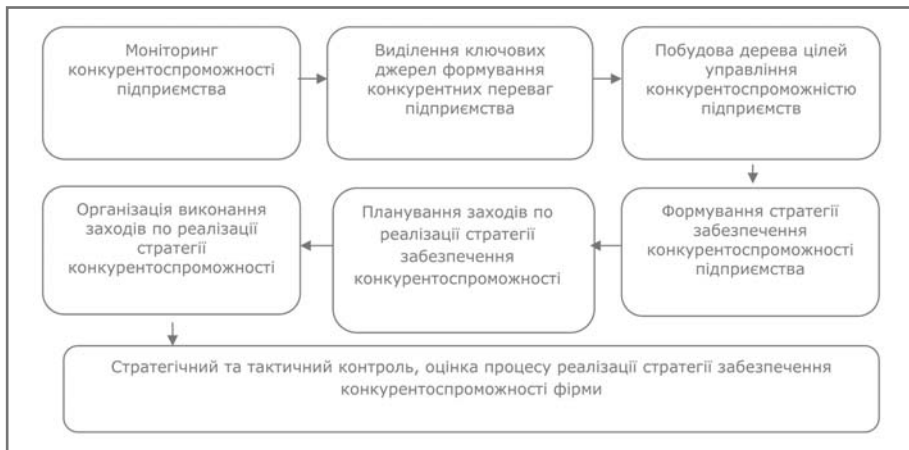 Моніторинг
конкурентоспроможності
підприємства
Виділення ключових
джерел формування
конкурентних переваг
підприємства
Побудова дерева цілей
управління
конкурентоспроможністю
підприємств
Організація виконання
заходів по реалізації
стратегії
конкурентоспроможності
Планування заходів по
реалізації стратегії
забезпечення
конкурентоспроможності
Формування стратегії
забезпечення
конкурентоспроможності
підприємства
Стратегічний та тактичний контроль, оцінка процесу реалізації стратегії забезпечення
конкурентоспроможності фірми